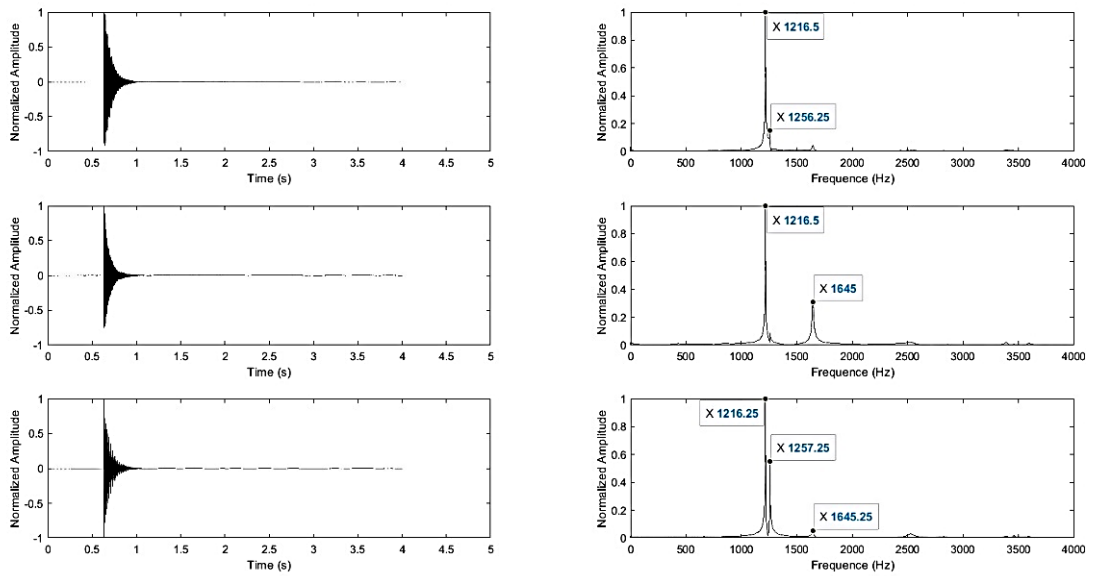 Normalized Amplitude
1
0.5
0
-0.5
-1
0 0.5 1 1.5 2 2.5 3 3.5 4 4.5 5
Time (s)
Normalized Amplitude
1
0.8
0.6
0.4
0.2
0
X 1216.5
X 1256.25
0 500 1000 1500 2000 2500 3000 3500 4000
Frequence (Hz)
Normalized Amplitude
1
0.5
0
-0.5
-1
0 0.5 1 1.5 2 2.5 3 3.5 4 4.5 5
Time (s)
Normalized Amplitude
1
0.8
0.6
0.4
0.2
0
X 1216.5
X 1645
0 500 1000 1500 2000 2500 3000 3500 4000
Frequence (Hz)
Normalized Amplitude
1
0.5
0
-0.5
-1
0 0.5 1 1.5 2 2.5 3 3.5 4 4.5 5
Time (s)
Normalized Amplitude
1
0.8
0.6
0.4
0.2
0
X 1216.25
X 1257.25
X 1645.25
0 500 1000 1500 2000 2500 3000 3500 4000
Frequence (Hz)